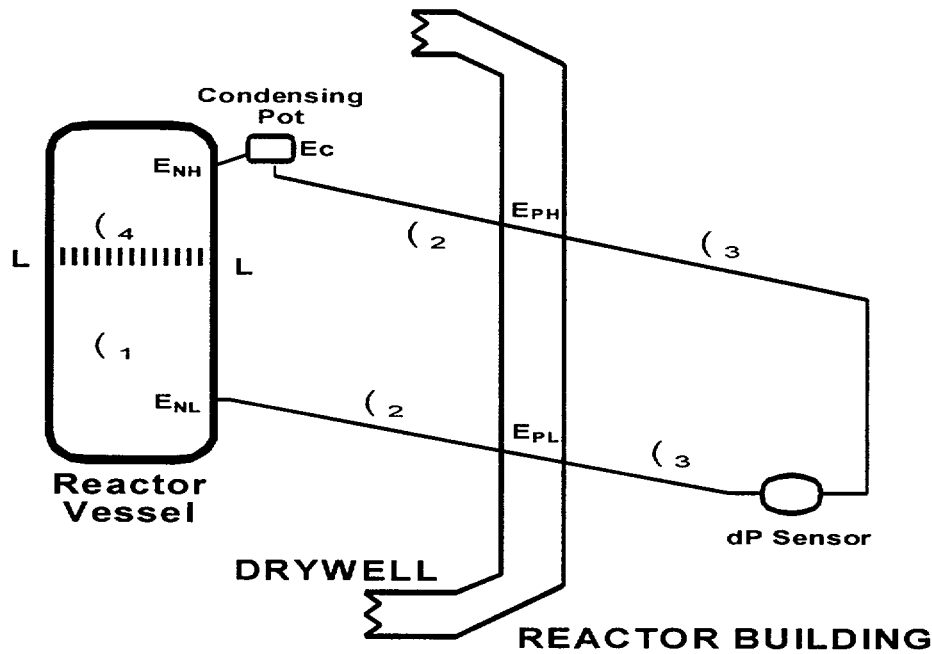 Condensing
Pot
Ec
ENH
EPH
( 2
( 3
( 4
L
L
( 1
ENL
( 2
EPL
( 3
Reactor
Vessel
dP Sensor
DRYWELL
REACTOR BUILDING